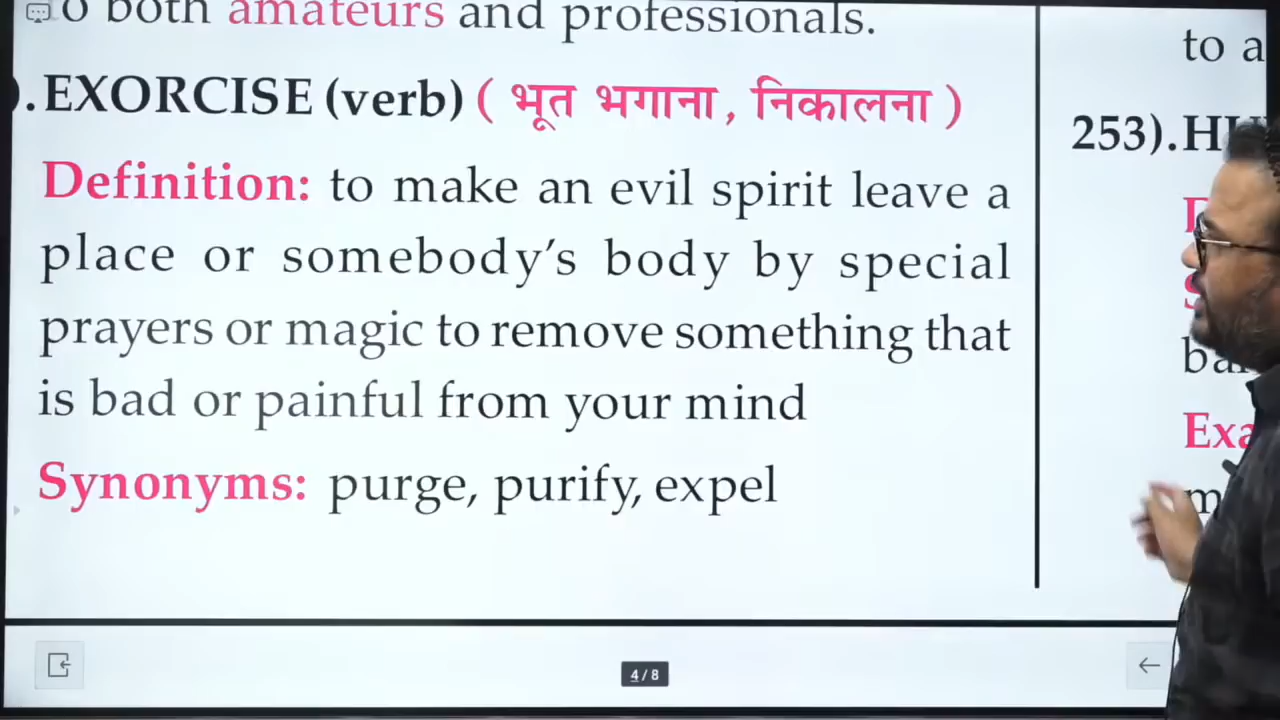 o both amateurs and professionals.
). EXORCISE (verb) ( भूत भगाना, निकालना )
Definition: to make an evil spirit leave a
place or somebody's body by special
prayers or magic to remove something that
is bad or painful from your mind
Synonyms: purge, purify, expel
to a
253). H
Exa
m
4/8